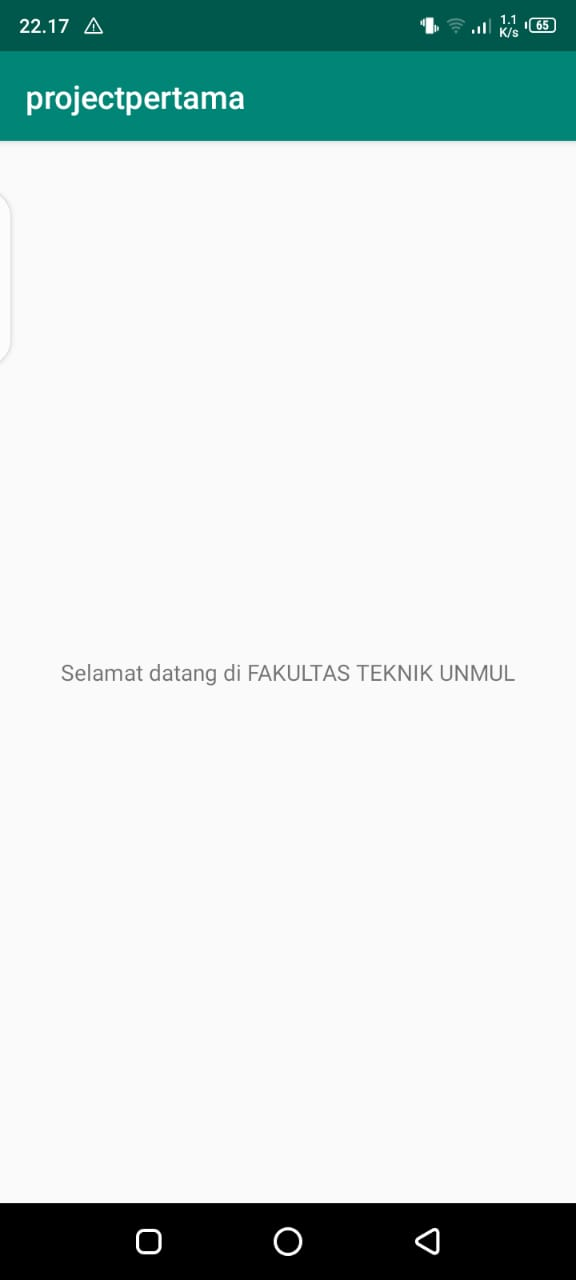 22.17
1.1
K/s
65
projectpertama
Selamat datang di FAKULTAS TEKNIK UNMUL